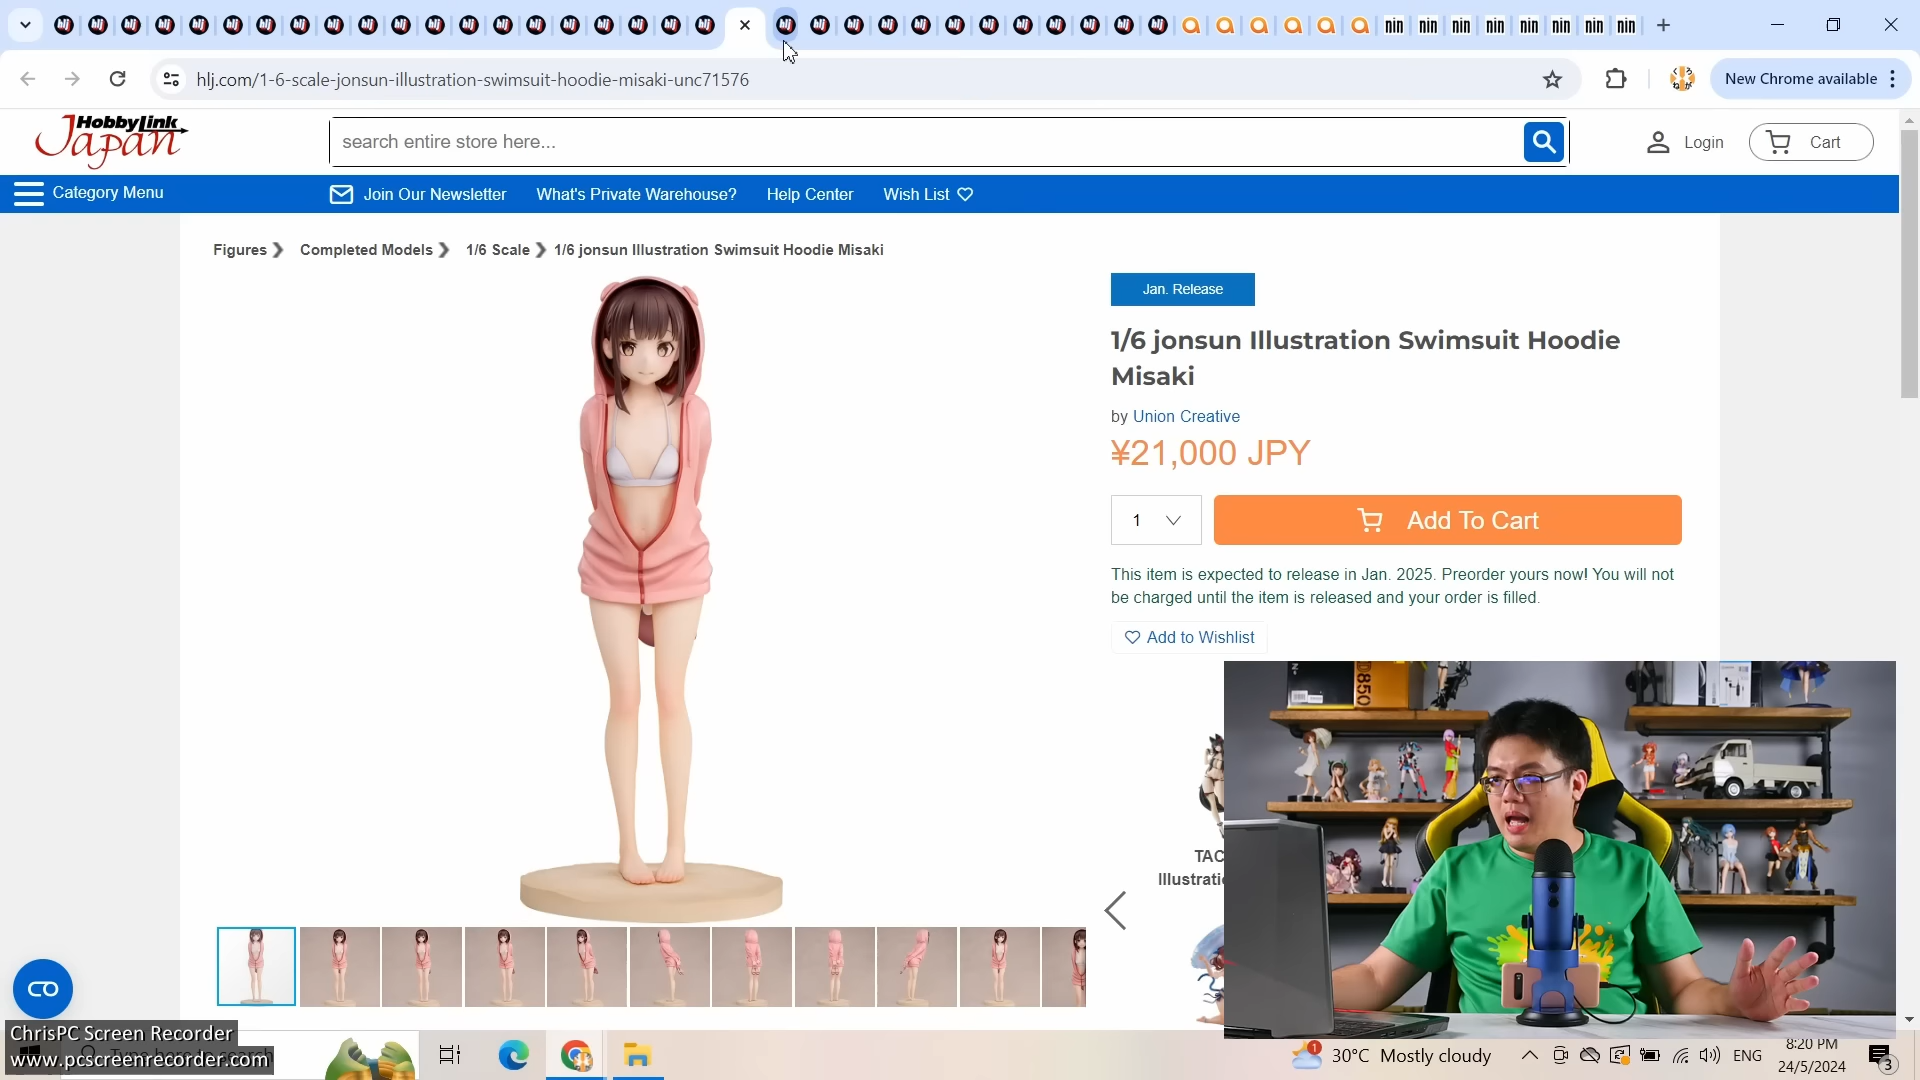 hlj.com/1-6-scale-jonsun-illustration-swimsuit-hoodie-misaki-unc71576
New Chrome available
Hobbylink
Japan
search entire store here...
Login
Cart
Category Menu
Join Our Newsletter
What's Private Warehouse?
Help Center
Wish List
Figures
Completed Models
1/6 Scale
1/6 jonsun Illustration Swimsuit Hoodie Misaki
Jan. Release
1/6 jonsun Illustration Swimsuit Hoodie
Misaki
by Union Creative
¥21,000 JPY
1
Add To Cart
This item is expected to release in Jan. 2025. Preorder yours now! You will not
be charged until the item is released and your order is filled.
Add to Wishlist
TAC
Illustrati
ChrisPC Screen Recorder
www.pcscreenrecorder.com
1
30°C Mostly cloudy
ENG
8:20 PM
24/5/2024
3